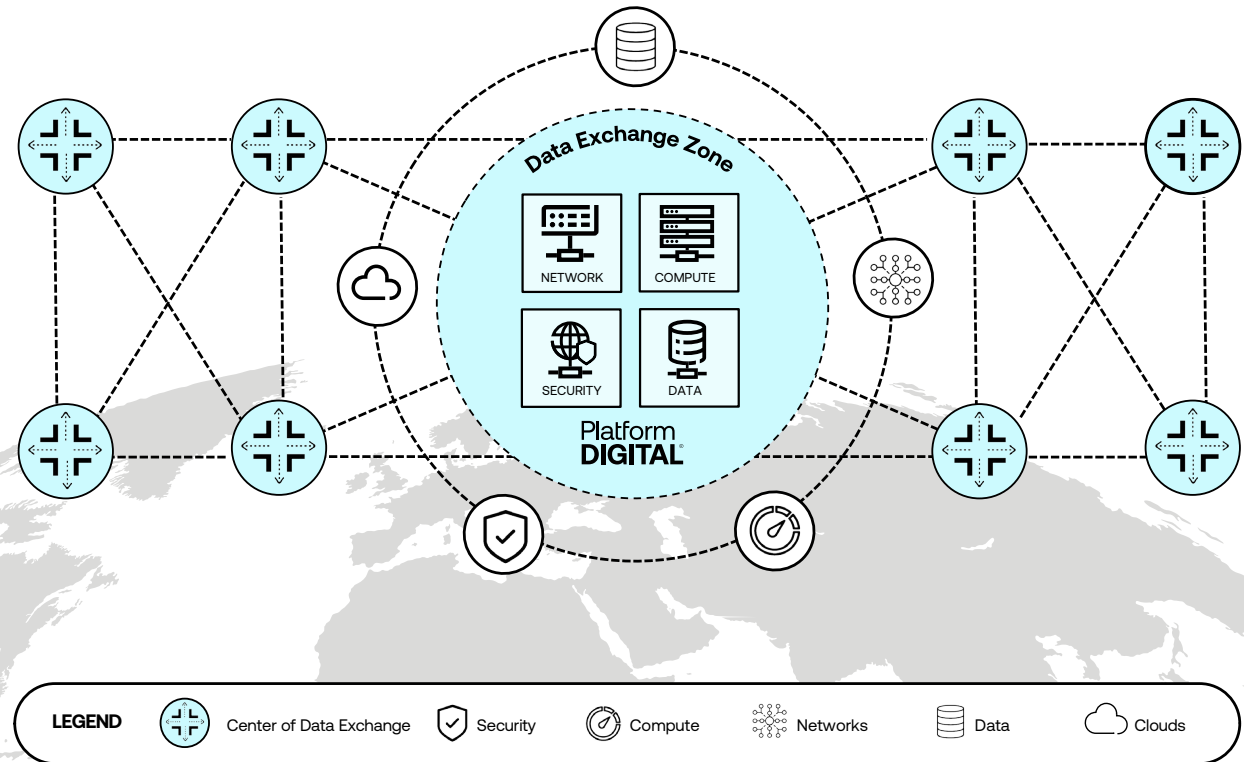 Data Exchange Zone
NETWORK
COMPUTE
SECURITY
DATA
Platform
DIGITAL®
LEGEND
Center of Data Exchange
Security
Compute
Networks
Data
Clouds